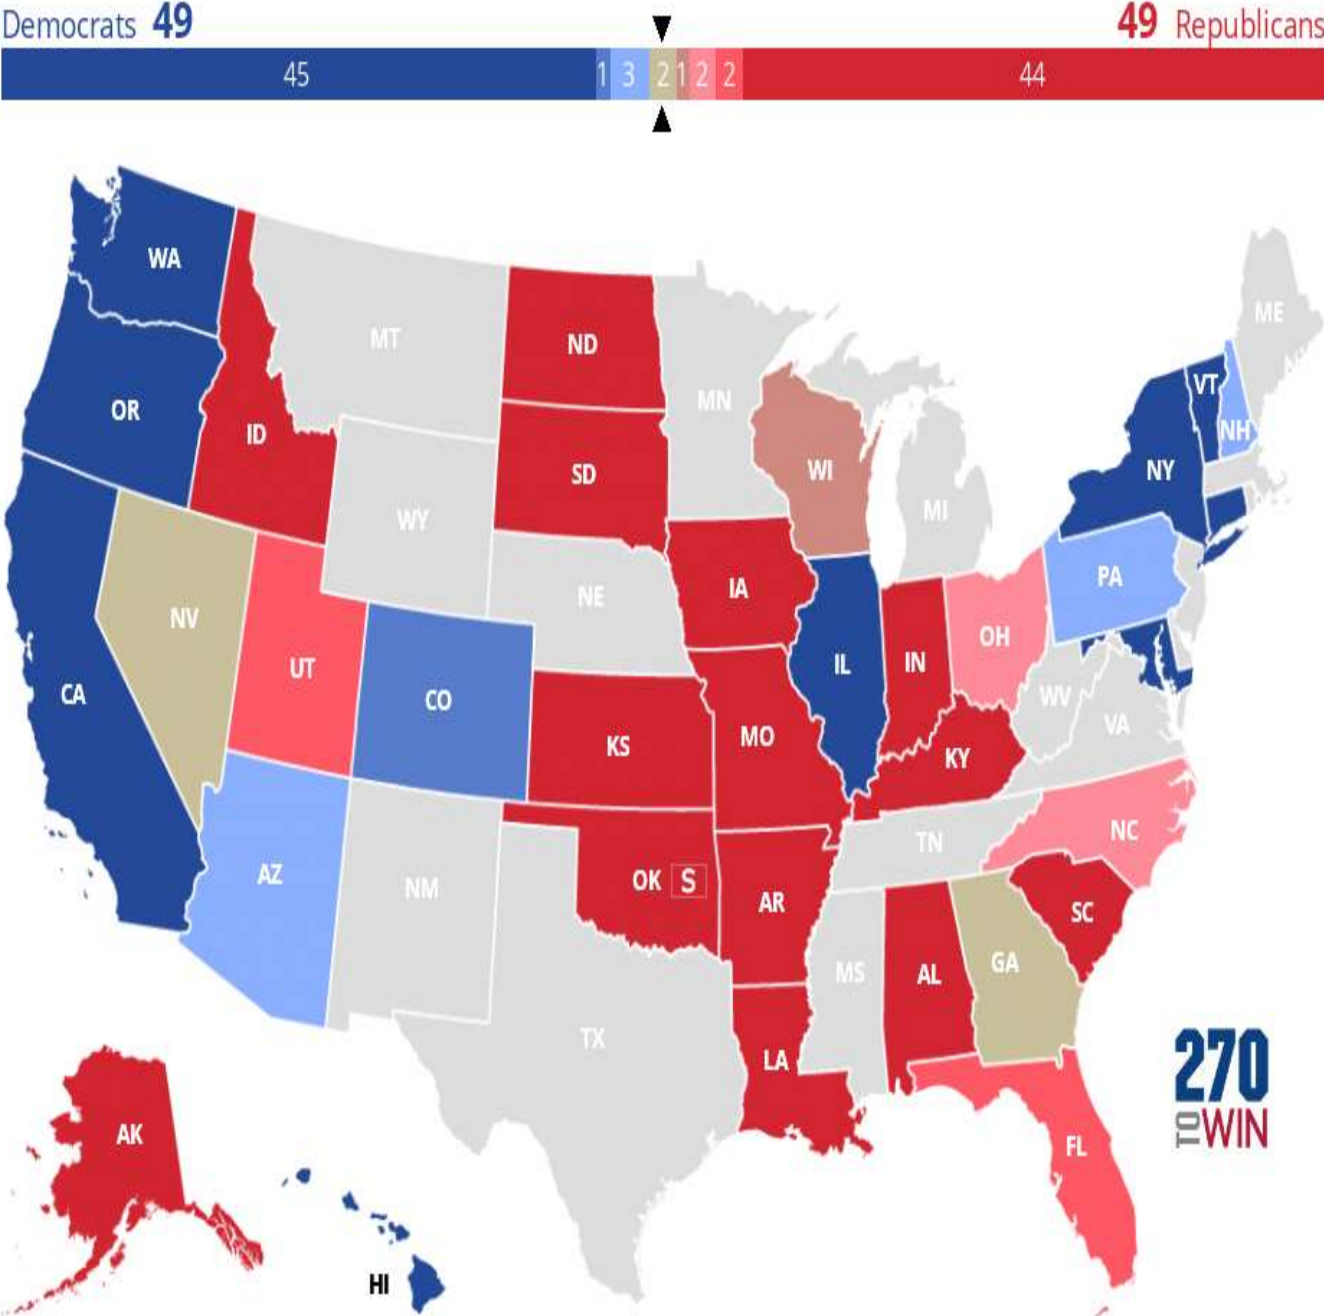 Democrats 49
49 Republicans
45 1 3 2 1 2 2 44
WA
MT
ND
ME
OR
ID
MN
VT
NH
SD
WI
NY
WY
MI
NE
IA
PA
NV
UT
CO
IL
IN
OH
CA
KS
MO
WV
VA
KY
TN
NC
AZ
NM
OK S
AR
SC
MS
AL
GA
TX
LA
270
TO WIN
AK
FL
HI